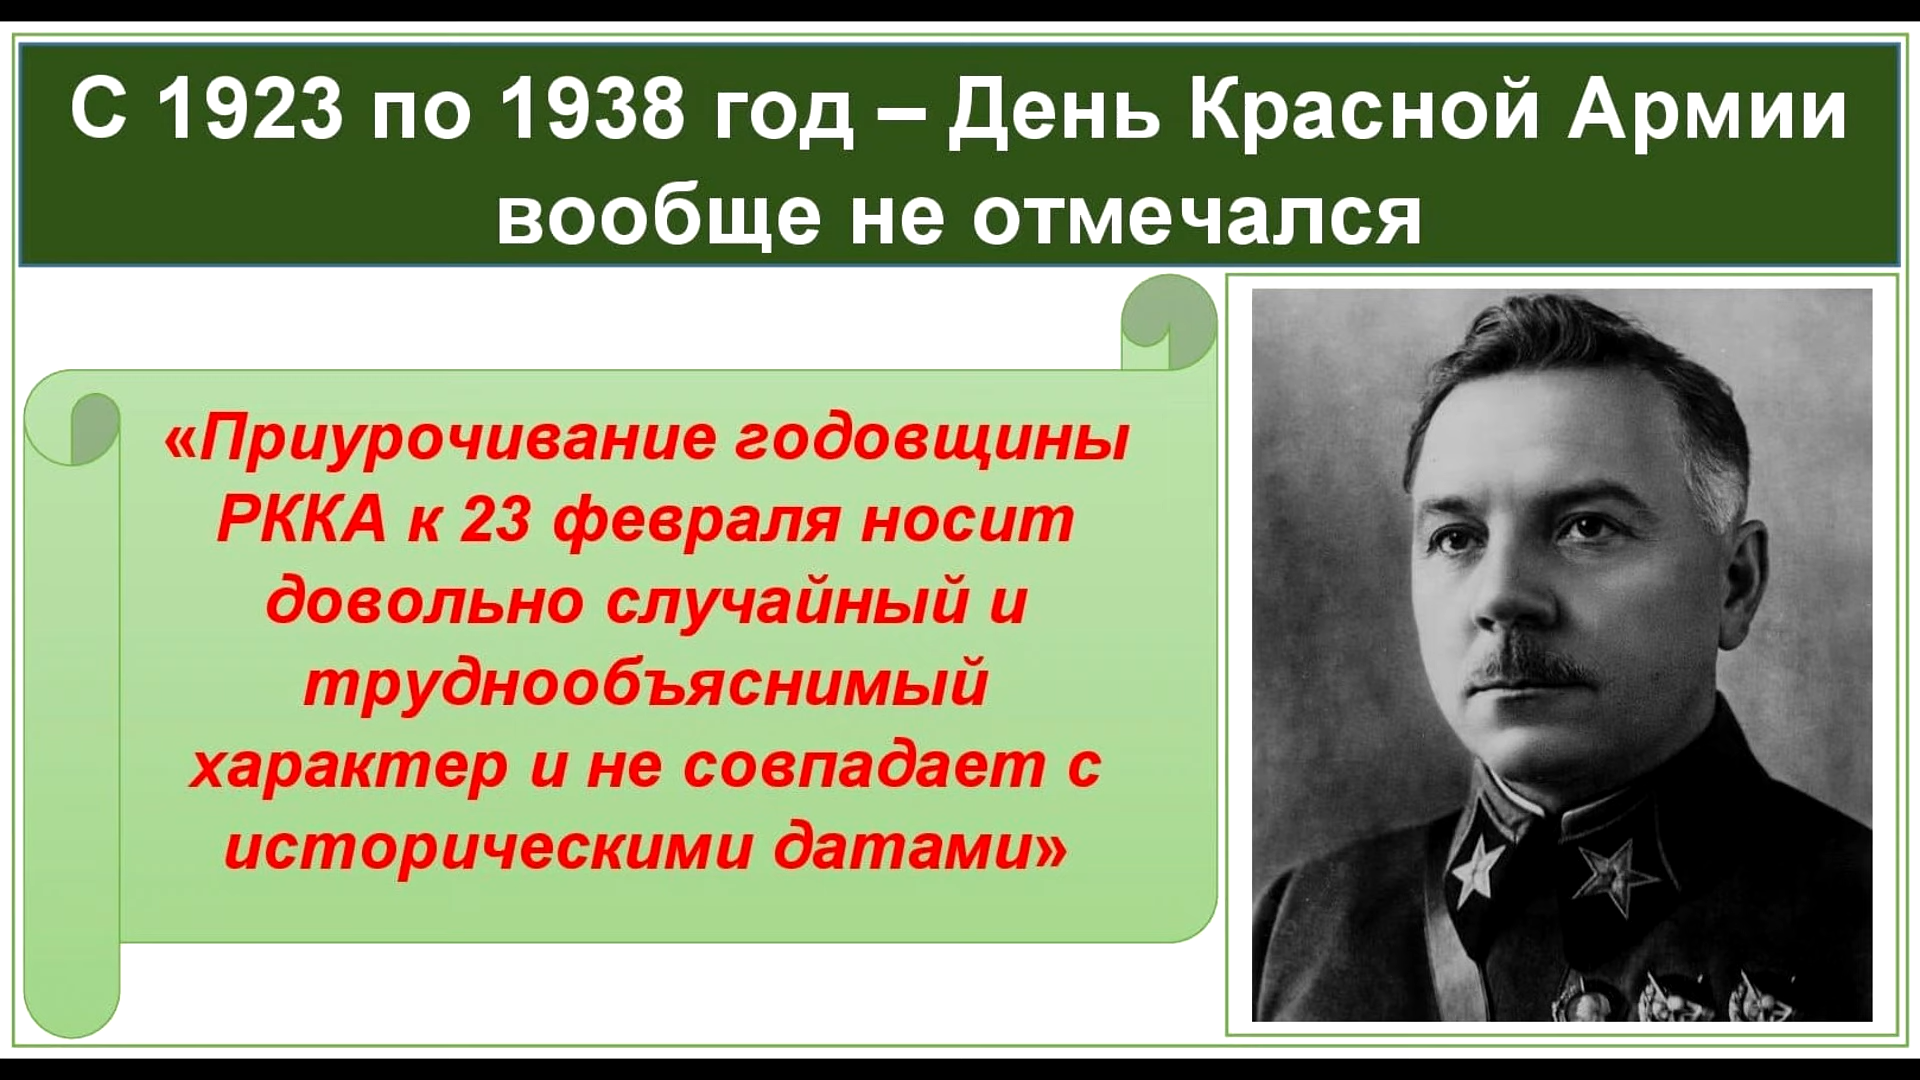 С 1923 по 1938 год – День Красной Армии
вообще не отмечался
«Приурочивание годовщины
РККА к 23 февраля носит
довольно случайный и
труднообъяснимый
характер и не совпадает с
историческими датами»